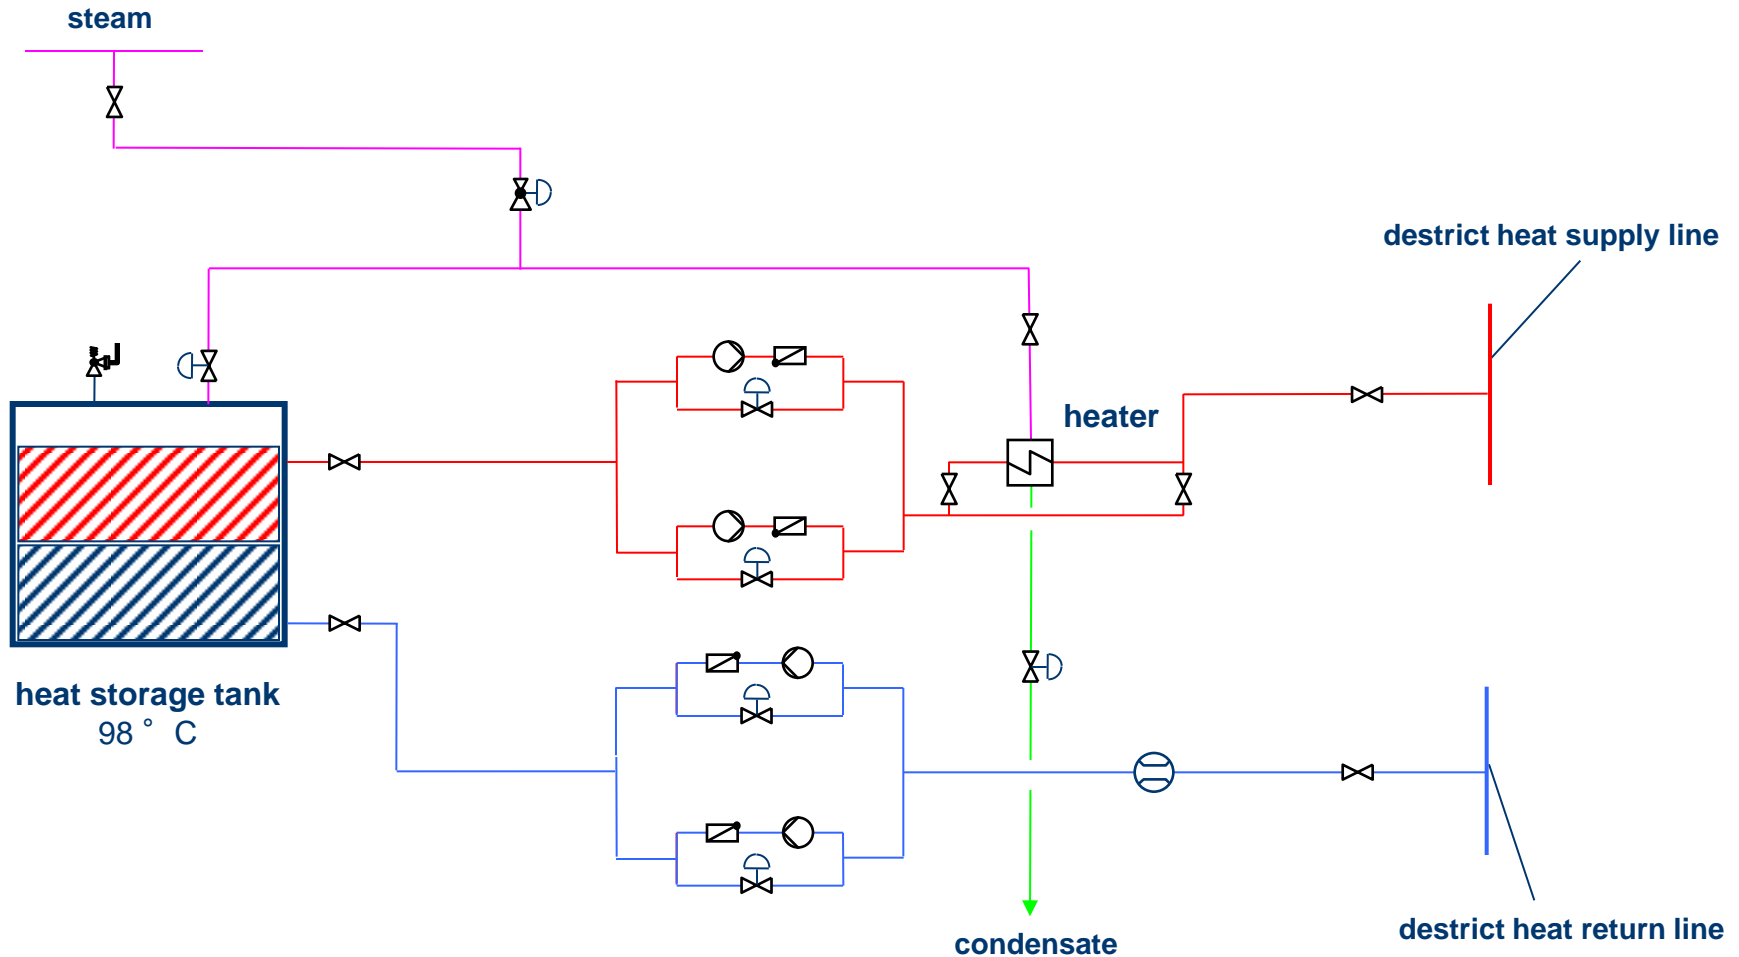 steam
destrict heat supply line
heater
heat storage tank
98 ° C
destrict heat return line
condensate